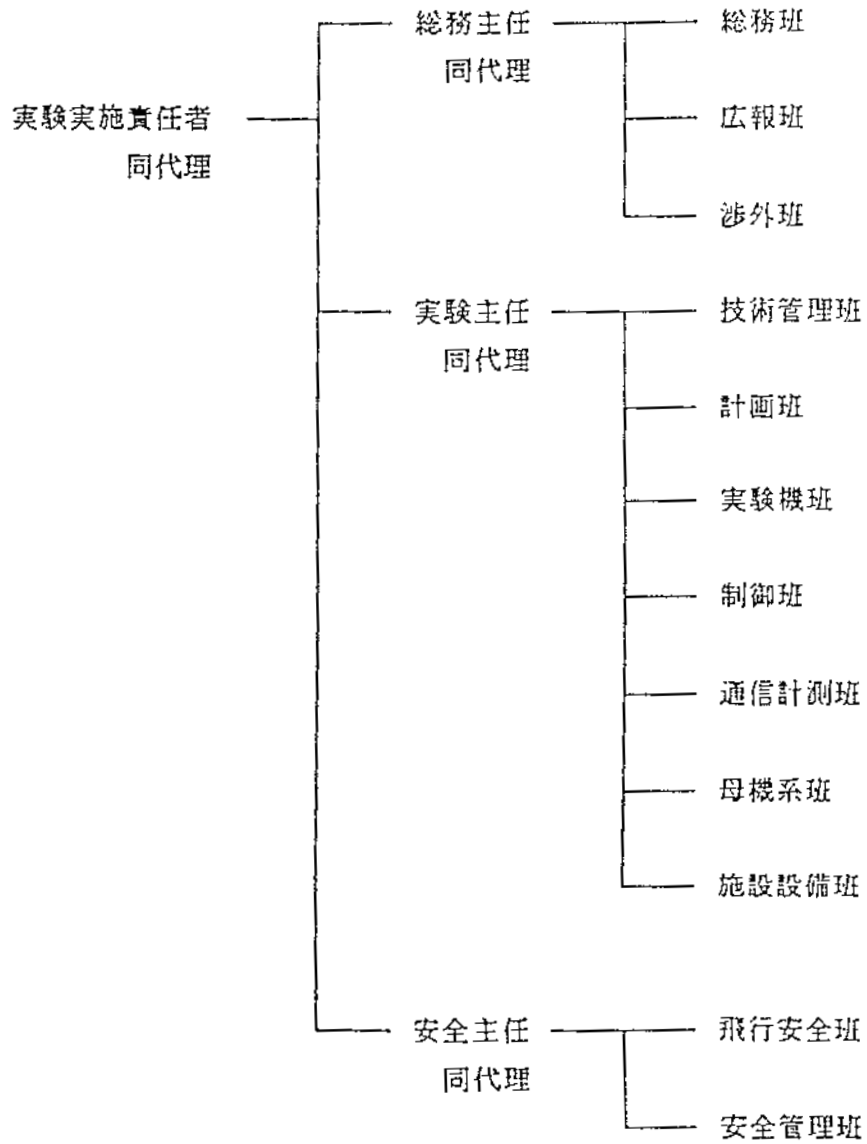 実験実施責任者
同代理
総務主任
同代理
総務班
広報班
渉外班
実験主任
同代理
技術管理班
計画班
実験機班
制御班
通信計測班
母機系班
施設設備班
安全主任
同代理
飛行安全班
安全管理班